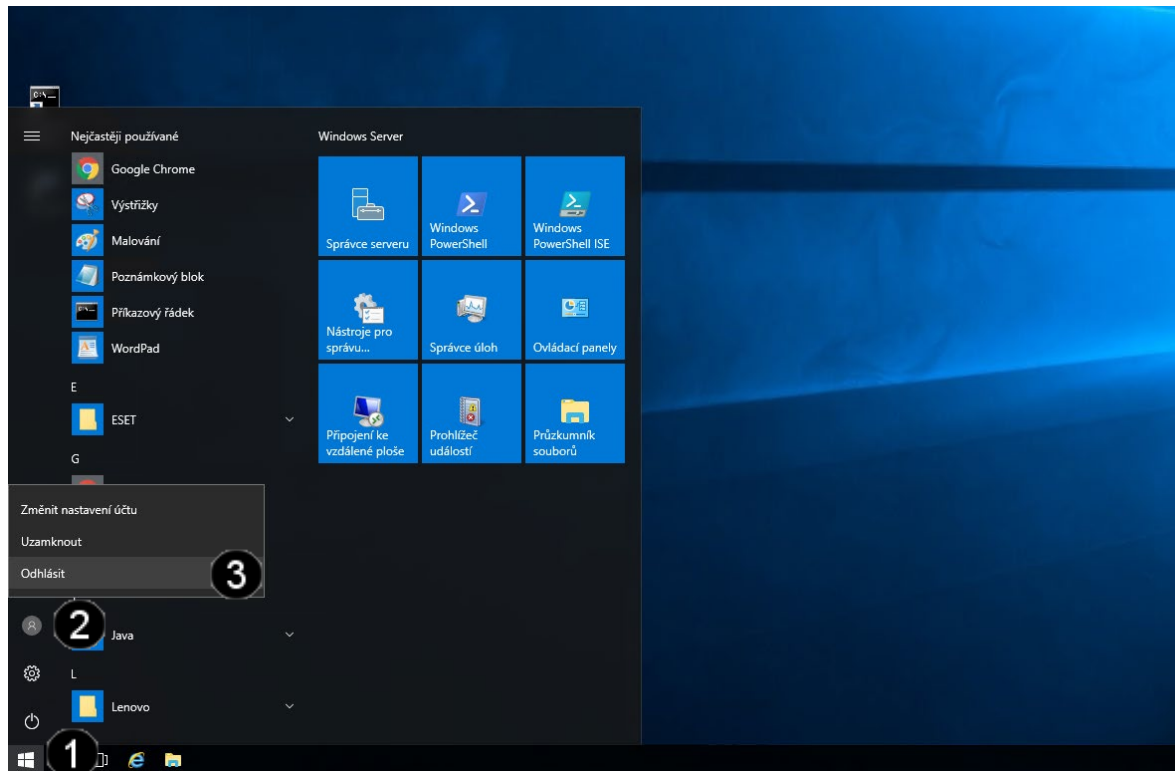 Nejčastěji používané
Google Chrome
Výstřižky
Malování
Poznámkový blok
Příkazový řádek
WordPad
E
ESET
G
Změnit nastavení účtu
Uzamknout
Odhlásit
3
2
Java
L
Lenovo
1
Windows Server
Správce serveru
Windows
PowerShell
Windows
PowerShell ISE
Nástroje pro
správu...
Správce úloh
Ovládací panely
Připojení ke
vzdálené ploše
Prohlížeč
událostí
Průzkumník
souborů